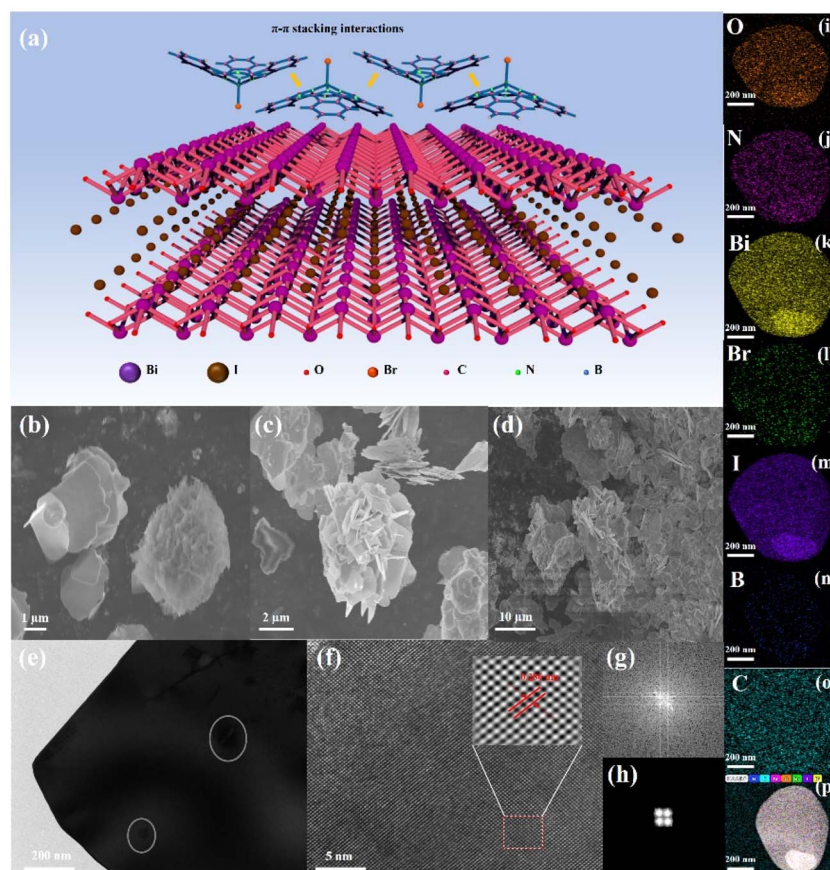 (a)
π-π stacking interactions
Bi
I
O
Br
C
N
B
(b)
1 μm
(c)
2 μm
(d)
10 μm
(e)
200 nm
(f)
5 nm
(g)
(h)
O
(i
200 nm
N
(j
200 nm
Bi
(k
200 nm
Br
(l
200 nm
I
(m
200 nm
B
(n
200 nm
C
(o
200 nm
(p
200 nm